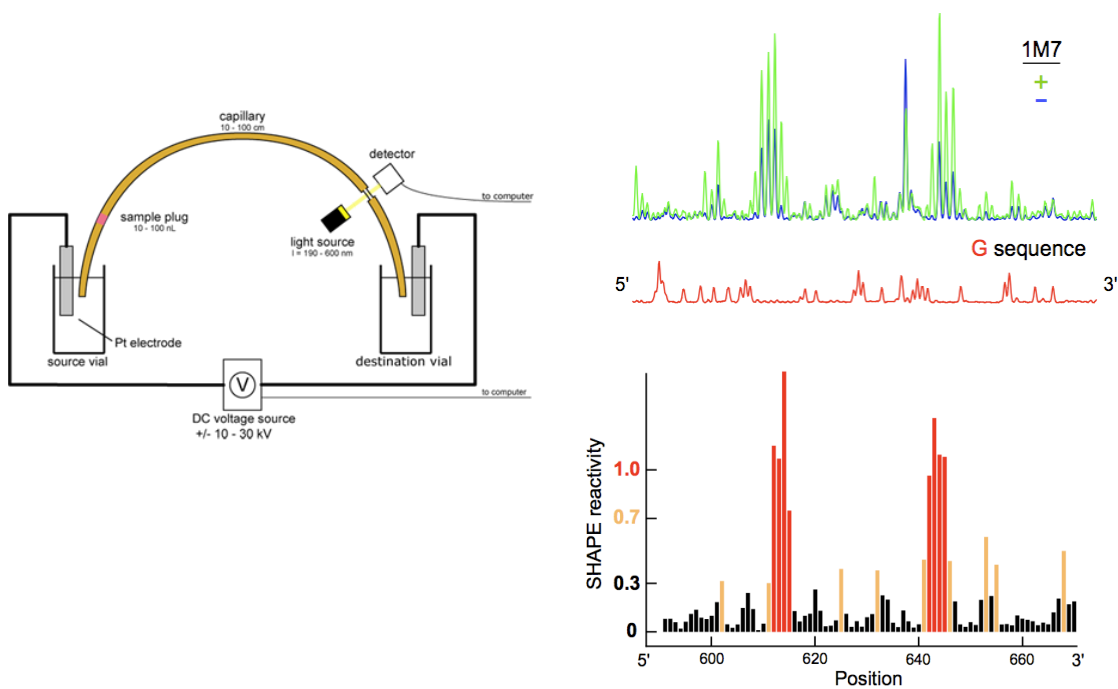 capillary
10 - 100 cm
detector
to computer
sample plug
10 - 100 nL
light source
l = 190 - 600 nm
Pt electrode
source vial
destination vial
V
to computer
DC voltage source
+/- 10 - 30 kV
1M7
+
−
G sequence
5'
3'
SHAPE reactivity
1.0
0.7
0.3
0
5'
600
620
640
660
3'
Position